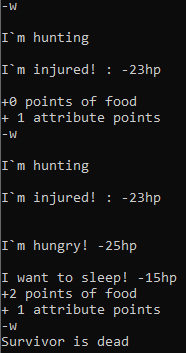 -w
I`m hunting
I`m injured! : -23hp
+0 points of food
+ 1 attribute points
-w
I`m hunting
I`m injured! : -23hp
I`m hungry! -25hp
I want to sleep! -15hp
+2 points of food
+ 1 attribute points
-w
Survivor is dead